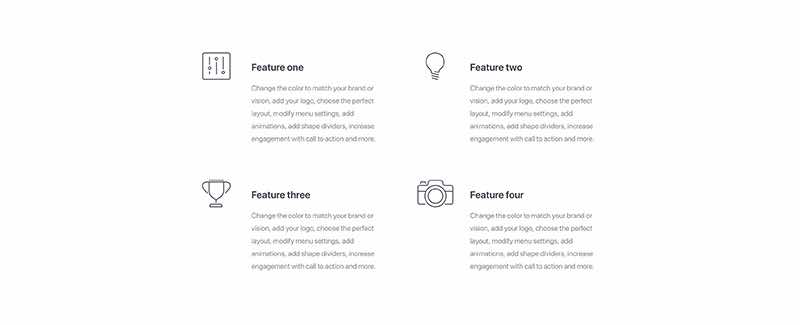 Feature one
Change the color to match your brand or
vision, add your logo, choose the perfect
layout, modify menu settings, add
animations, add shape dividers, increase
engagement with call to action and more.
Feature two
Change the color to match your brand or
vision, add your logo, choose the perfect
layout, modify menu settings, add
animations, add shape dividers, increase
engagement with call to action and more.
Feature three
Change the color to match your brand or
vision, add your logo, choose the perfect
layout, modify menu settings, add
animations, add shape dividers, increase
engagement with call to action and more.
Feature four
Change the color to match your brand or
vision, add your logo, choose the perfect
layout, modify menu settings, add
animations, add shape dividers, increase
engagement with call to action and more.